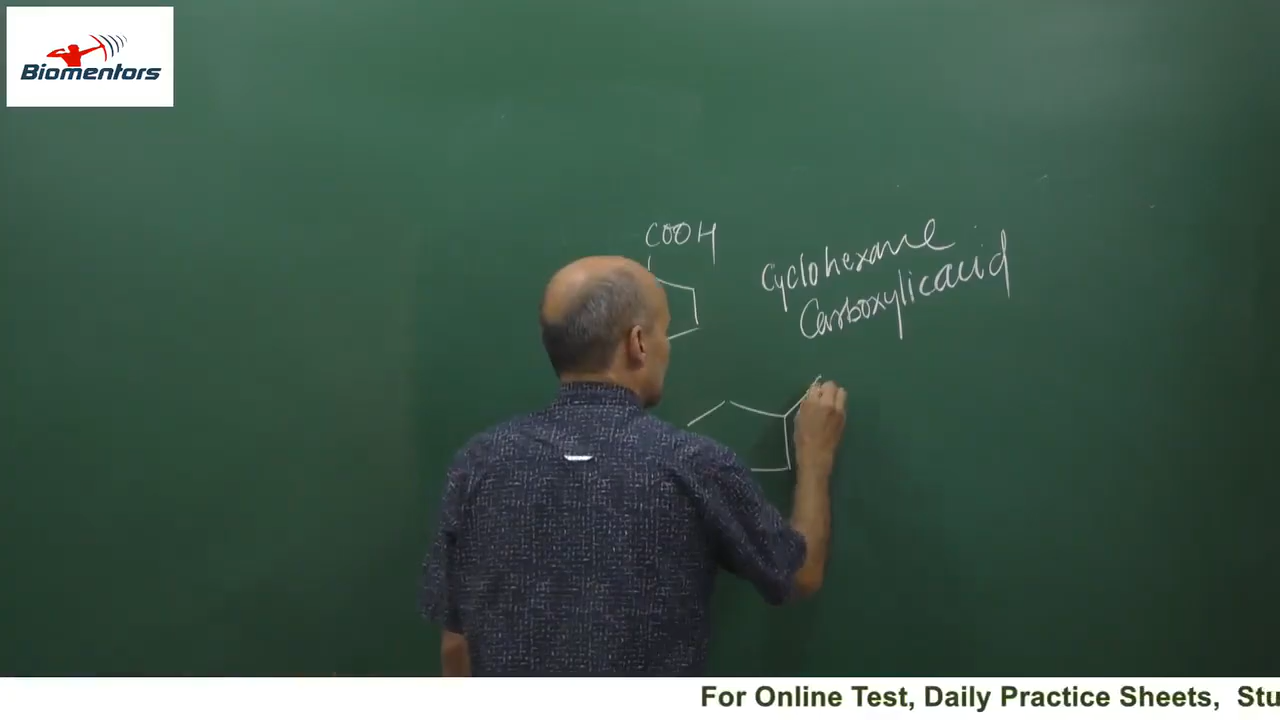 Biomentors
COOH
Cyclohexane
Carboxylicacid
For Online Test, Daily Practice Sheets, Stu